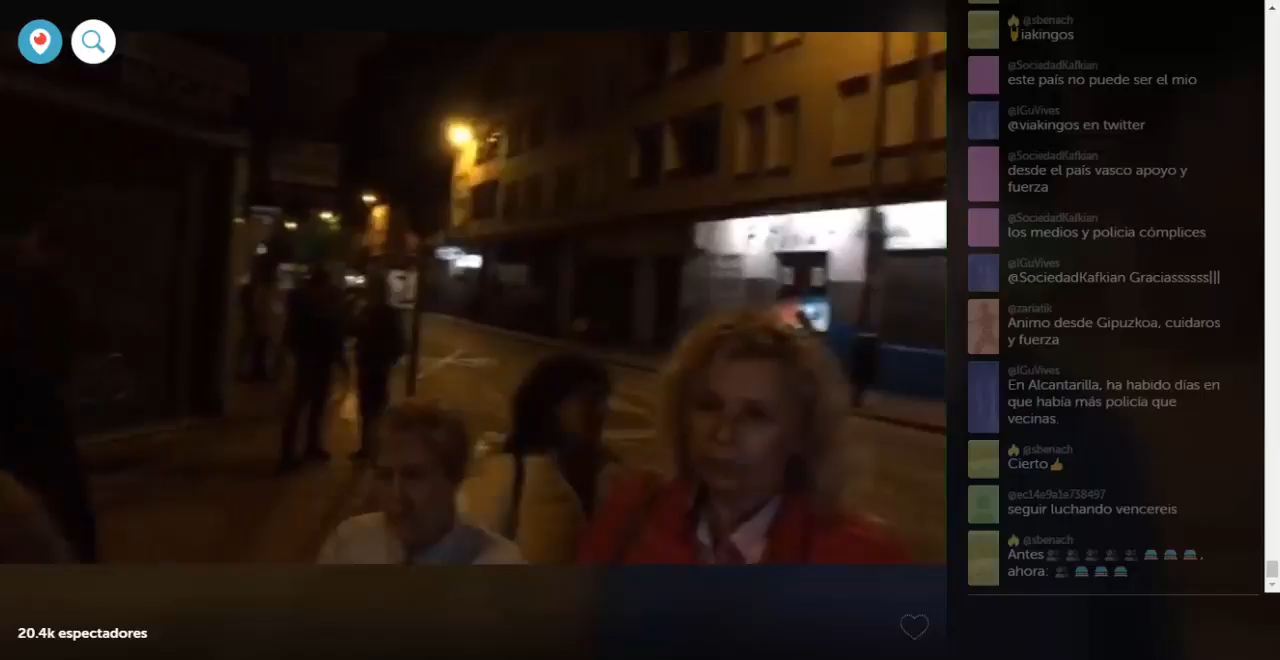 @sbenach
iakingos
@SociedadKafkian
este país no puede ser el mio
@IGuVives
@viakingos en twitter
@SociedadKafkian
desde el país vasco apoyo y
fuerza
@SociedadKafkian
los medios y policia cómplices
@IGuVives
@SociedadKafkian Graciassssss|||
@zariatik
Animo desde Gipuzkoa, cuidaros
y fuerza
@IGuVives
En Alcantarilla, ha habido días en
que había más policía que
vecinas.
@sbenach
Cierto👍
@ec14e9a1e738497
seguir luchando vencereis
@sbenach
Antes👥👥👥👥👥🚔🚔🚔,
ahora: 👥🚔🚔🚔
20.4k espectadores